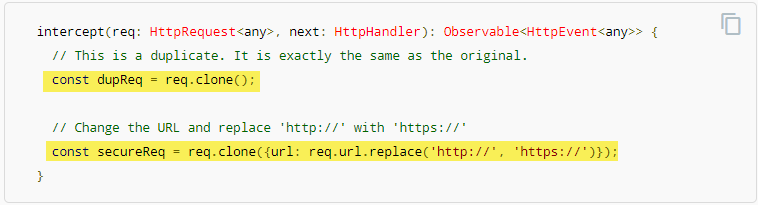 intercept(req: HttpRequest<any>, next: HttpHandler): Observable<HttpEvent<any>> {
// This is a duplicate. It is exactly the same as the original.
const dupReq = req.clone();
// Change the URL and replace 'http://' with 'https://'
const secureReq = req.clone({url: req.url.replace('http://', 'https://')});
}